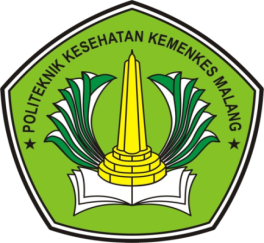 ★ POLITEKNIK KESEHATAN KEMENKES MALANG ★